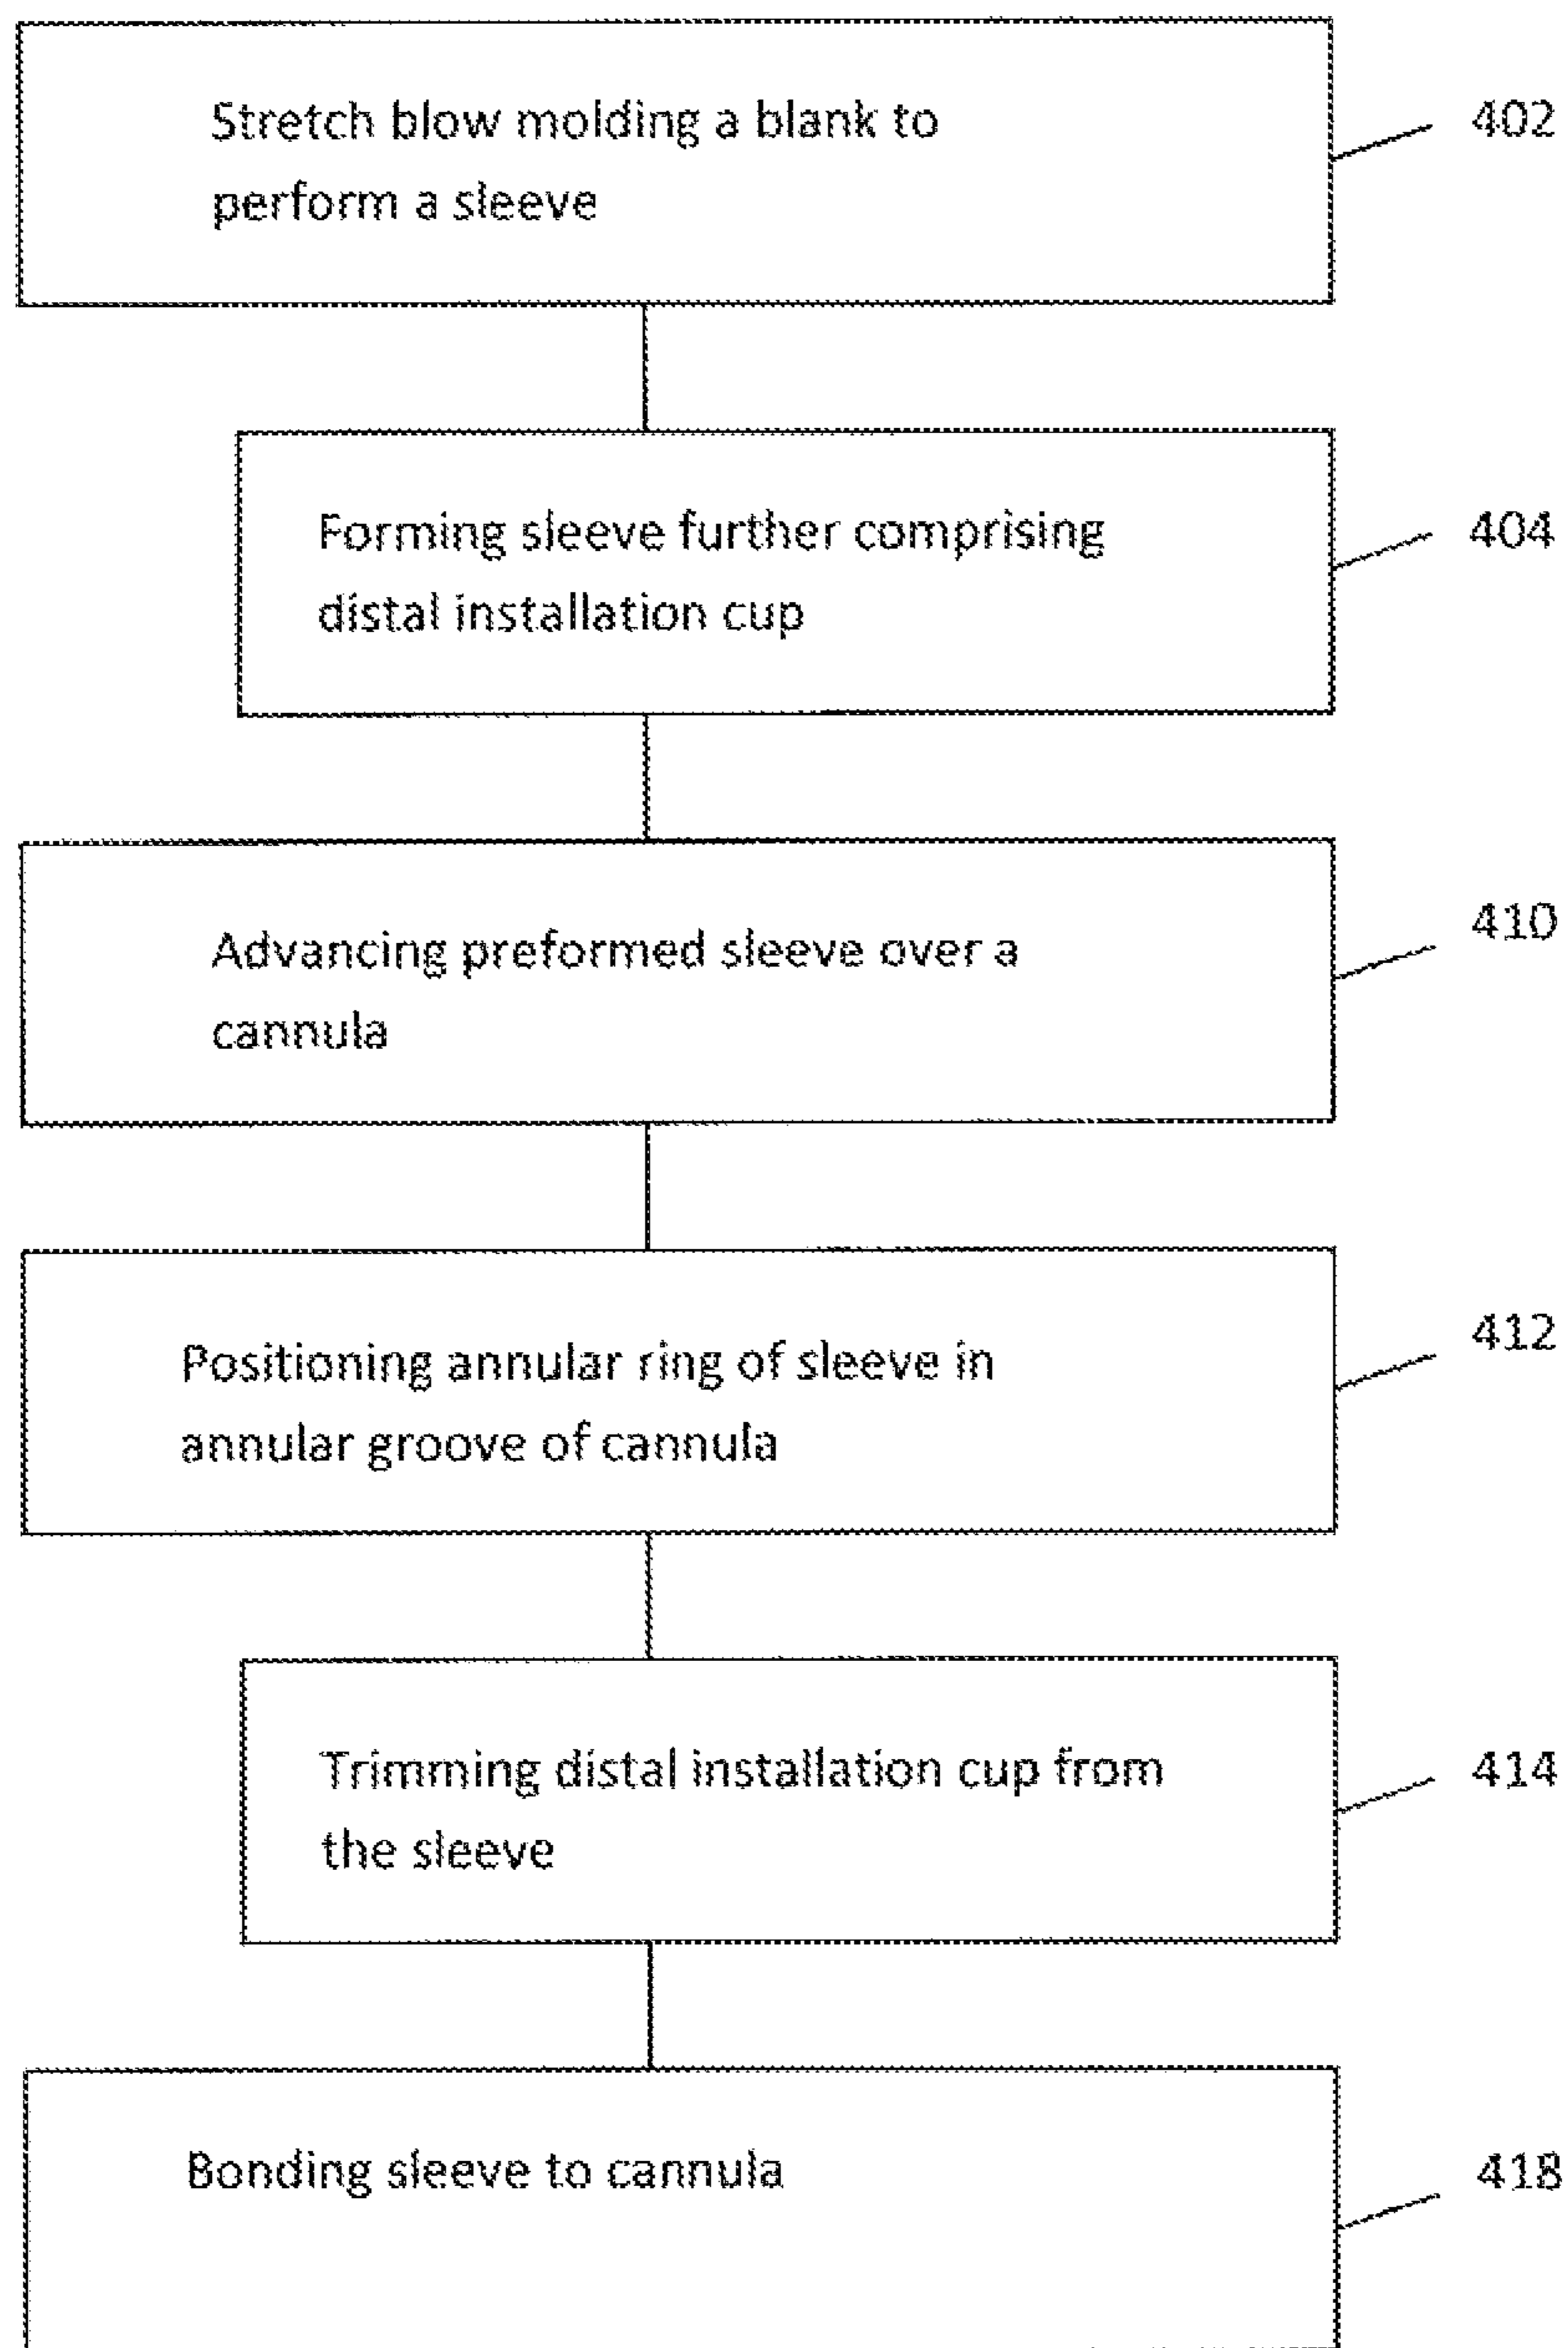 Stretch blow molding a blank to
perform a sleeve
402
Forming sleeve further comprising
distal installation cup
404
Advancing preformed sleeve over a
cannula
410
Positioning annular ring of sleeve in
annular groove of cannula
412
Trimming distal installation cup from
the sleeve
414
Bonding sleeve to cannula
418